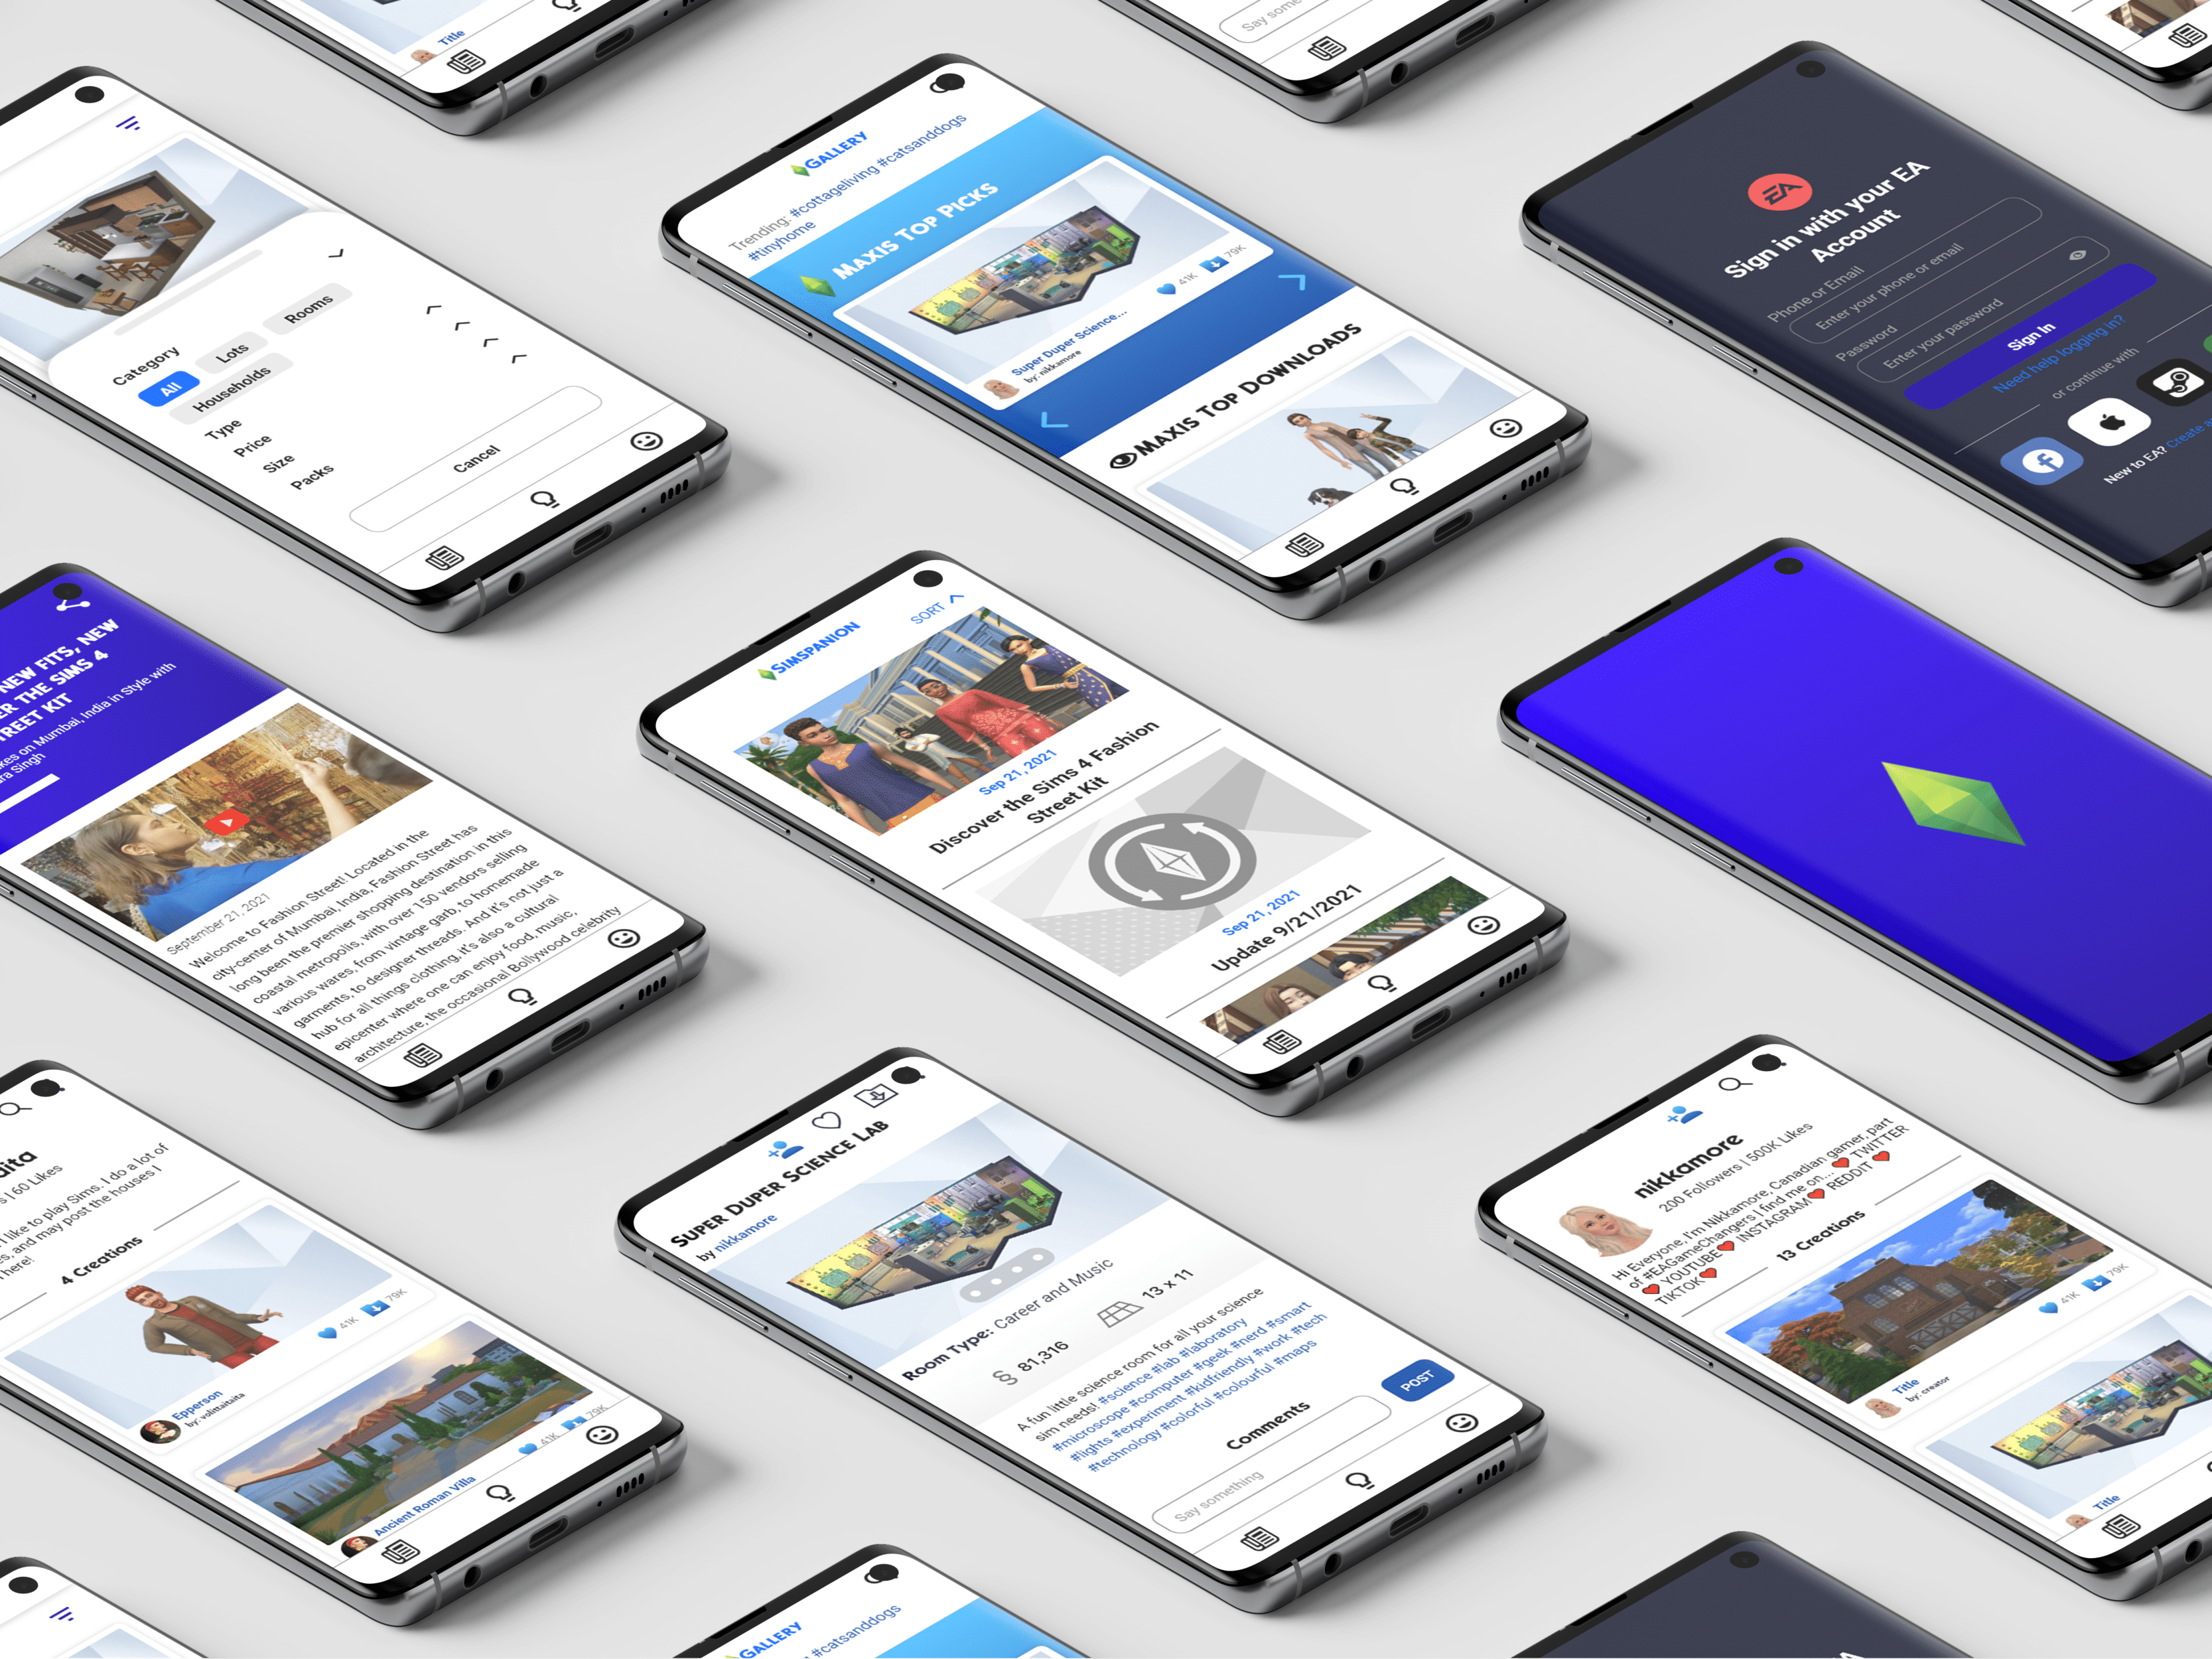 Title
Say some
Category
All
Lots
Rooms
Households
Type
Price
Size
Packs
Cancel
GALLERY
Trending: #cottageliving #catsanddogs
#tinyhome
MAXIS TOP PICKS
41K
79K
Super Duper Science...
by: nikkamore
MAXIS TOP DOWNLOADS
EA
Sign in with your EA
Account
Phone or Email
Enter your phone or email
Password
Enter your password
Sign In
Need help logging in?
or continue with
New to EA? Create
NEW FITS, NEW
THE SIMS 4
STREET KIT
on Mumbai, India in Style with
Singh
September 21, 2021
Welcome to Fashion Street! Located in the
city-center of Mumbai, India, Fashion Street has
long been the premier shopping destination in this
coastal metropolis, with over 150 vendors selling
various wares, from vintage garb, to homemade
garments, to designer threads. And it's not just a
hub for all things clothing, it's also a cultural
epicenter where one can enjoy food, music,
architecture, the occasional Bollywood celebrity
SIMSPANION
SORT
Sep 21, 2021
Discover the Sims 4 Fashion
Street Kit
Sep 21, 2021
Update 9/21/2021
| 60 Likes
I like to play Sims. I do a lot of
and may post the houses I
here!
4 Creations
41K
79K
Epperson
by: valittaitaita
41K
79K
Ancient Roman Villa
SUPER DUPER SCIENCE LAB
by nikkamore
Room Type: Career and Music
§ 81,316
13 x 11
A fun little science room for all your science
sim needs! #science #lab #laboratory
#microscope #computer #geek #nerd #smart
#lights #experiment #kidfriendly #work #tech
#technology #colorful #colourful #maps
Comments
Say something
POST
nikkamore
200 Followers | 500K Likes
Hi Everyone, I'm Nikkamore, Canadian gamer, part
of #EAGameChangers I find me on... ❤️ TWITTER
❤️ YOUTUBE❤️ INSTAGRAM❤️ REDDIT ❤️
TIKTOK❤️
13 Creations
41K
79K
Title
by: creator
Title
GALLERY
#catsanddogs